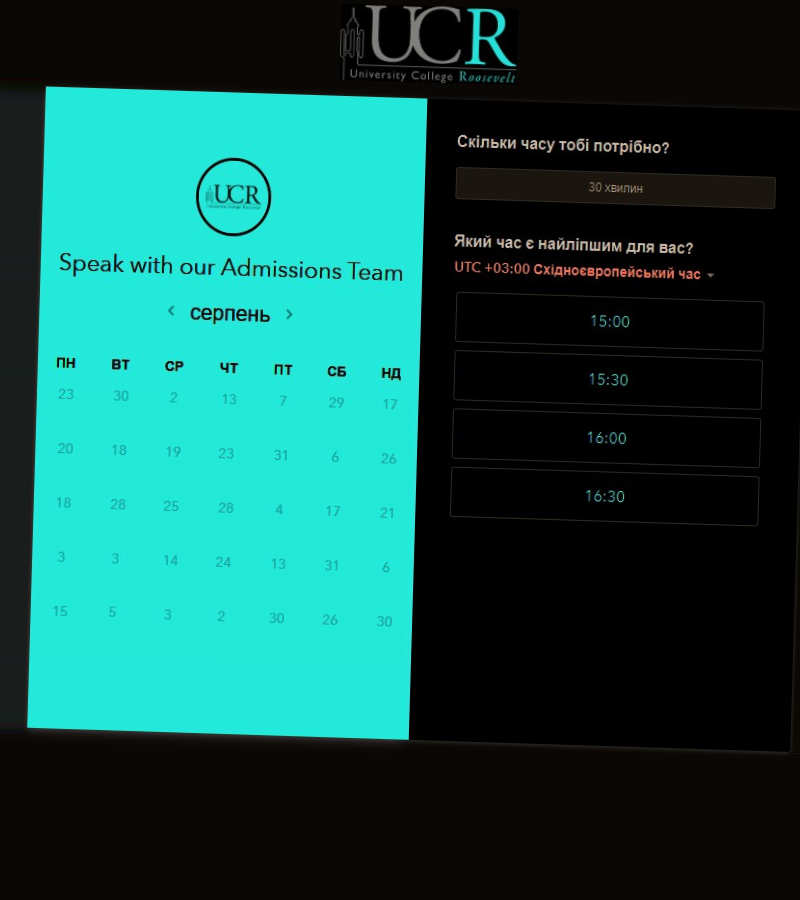 UCR
University College Roosevelt
UCR
Speak with our Admissions Team
серпень
ПН ВТ СР ЧТ ПТ СБ НД
23 30 2 13 7 29 17
20 18 19 23 31 6 26
18 28 25 28 4 17 21
3 3 14 24 13 31 6
15 5 3 2 30 26 30
Скільки часу тобі потрібно?
30 хвилин
Який час є найліпшим для вас?
UTC +03:00 Східноєвропейський час
15:00
15:30
16:00
16:30